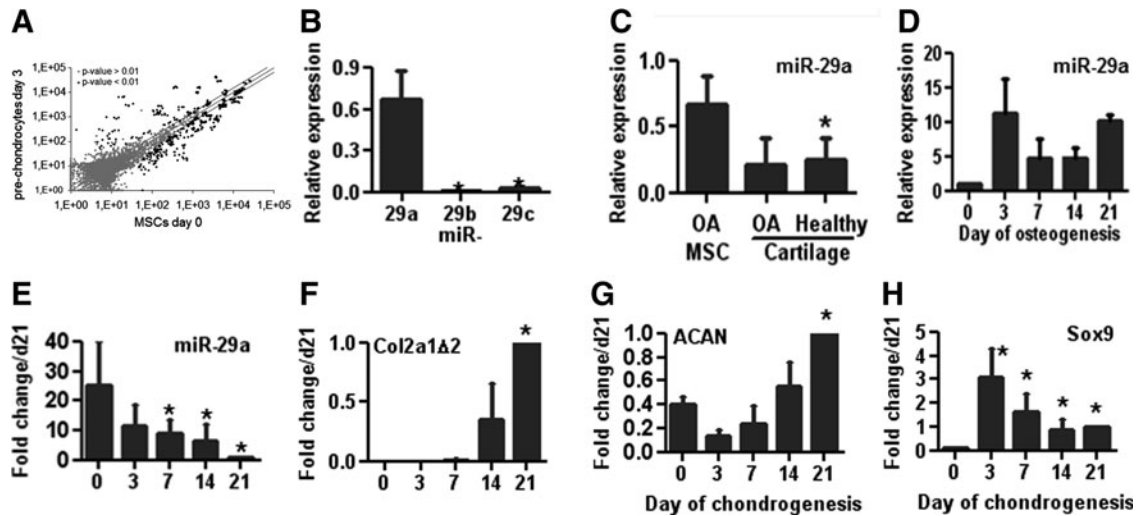 A
pre-chondrocytes day 3
1,E+05
1,E+04
1,E+03
1,E+02
1,E+01
1,E+00
- p-value > 0.01
• p-value < 0.01
1,E+00 1,E+01 1,E+02 1,E+03 1,E+04 1,E+05
MSCs day 0
B
Relative expression
0.9
0.6
0.3
0.0
* *
29a 29b 29c
miR-
C
Relative expression
miR-29a
1.0
0.5
0.0
*
OA OA Healthy
MSC Cartilage
D
Relative expression
miR-29a
20
15
10
5
0
0 3 7 14 21
Day of osteogenesis
E
Fold change/d21
miR-29a
40
30
20
10
0
* * *
0 3 7 14 21
F
Fold change/d21
Col2a1Δ2
1.0
0.5
0.0
*
0 3 7 14 21
G
Fold change/d21
ACAN
1.0
0.8
0.6
0.4
0.2
0.0
*
0 3 7 14 21
Day of chondrogenesis
H
Fold change/d21
Sox9
5
4
3
2
1
0
* * * *
0 3 7 14 21
Day of chondrogenesis